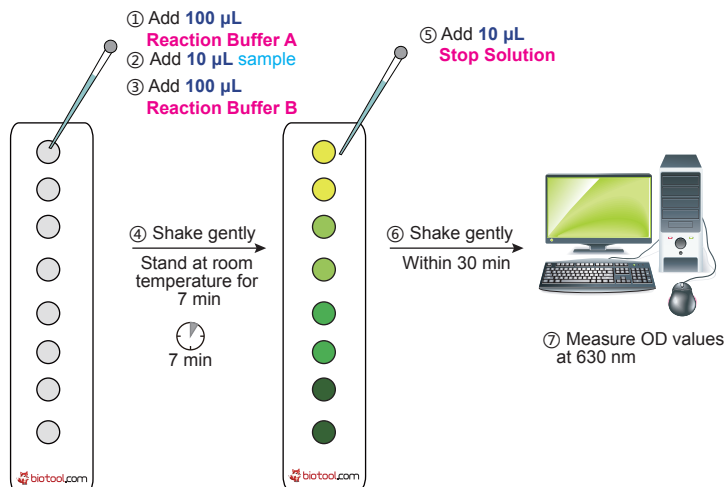 ① Add 100 µL
Reaction Buffer A
② Add 10 µL sample
③ Add 100 µL
Reaction Buffer B
④ Shake gently
Stand at room
temperature for
7 min
7 min
⑤ Add 10 µL
Stop Solution
⑥ Shake gently
Within 30 min
⑦ Measure OD values
at 630 nm
biotool.com
biotool.com